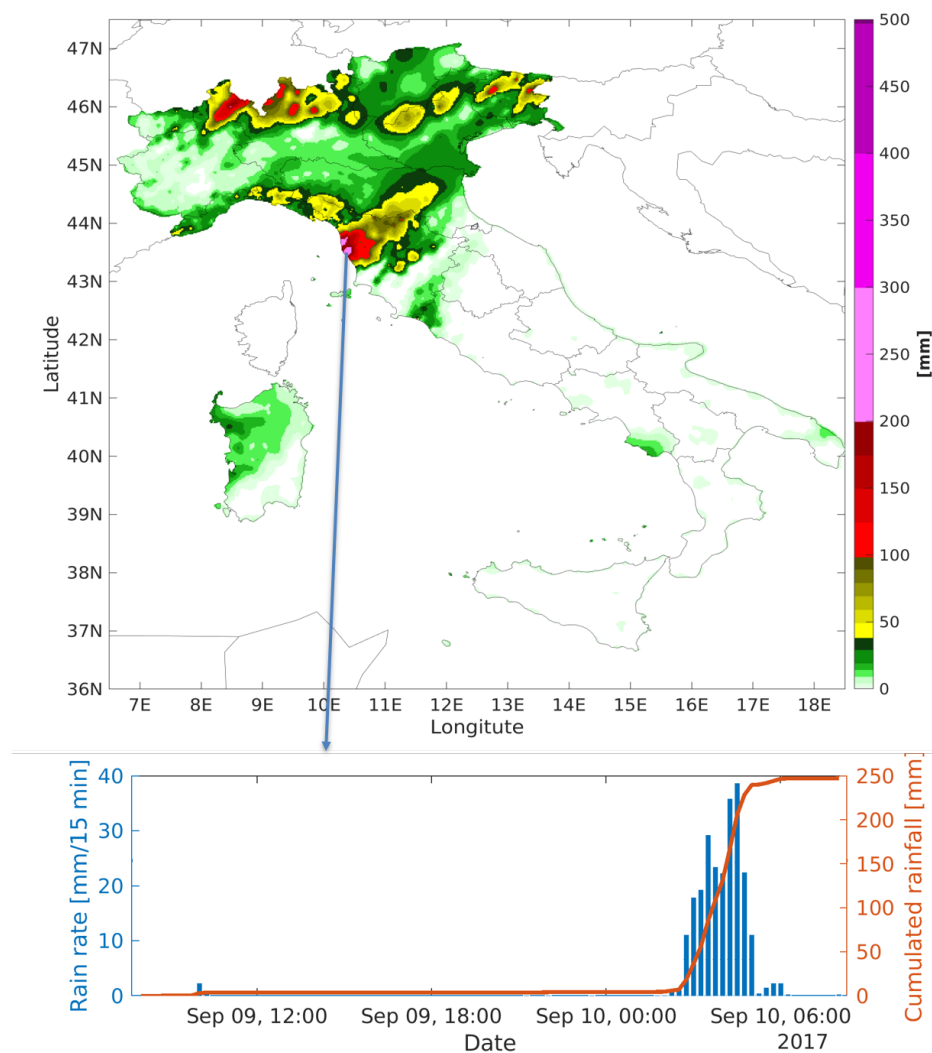 47N
46N
45N
44N
43N
42N
41N
40N
39N
38N
37N
36N
Latitude
7E 8E 9E 10E 11E 12E 13E 14E 15E 16E 17E 18E
Longitute
500
450
400
350
300
250
200
150
100
50
0
[mm]
40
30
20
10
0
Rain rate [mm/15 min]
250
200
150
100
50
0
Cumulated rainfall [mm]
Sep 09, 12:00 Sep 09, 18:00 Sep 10, 00:00 Sep 10, 06:00
Date 2017